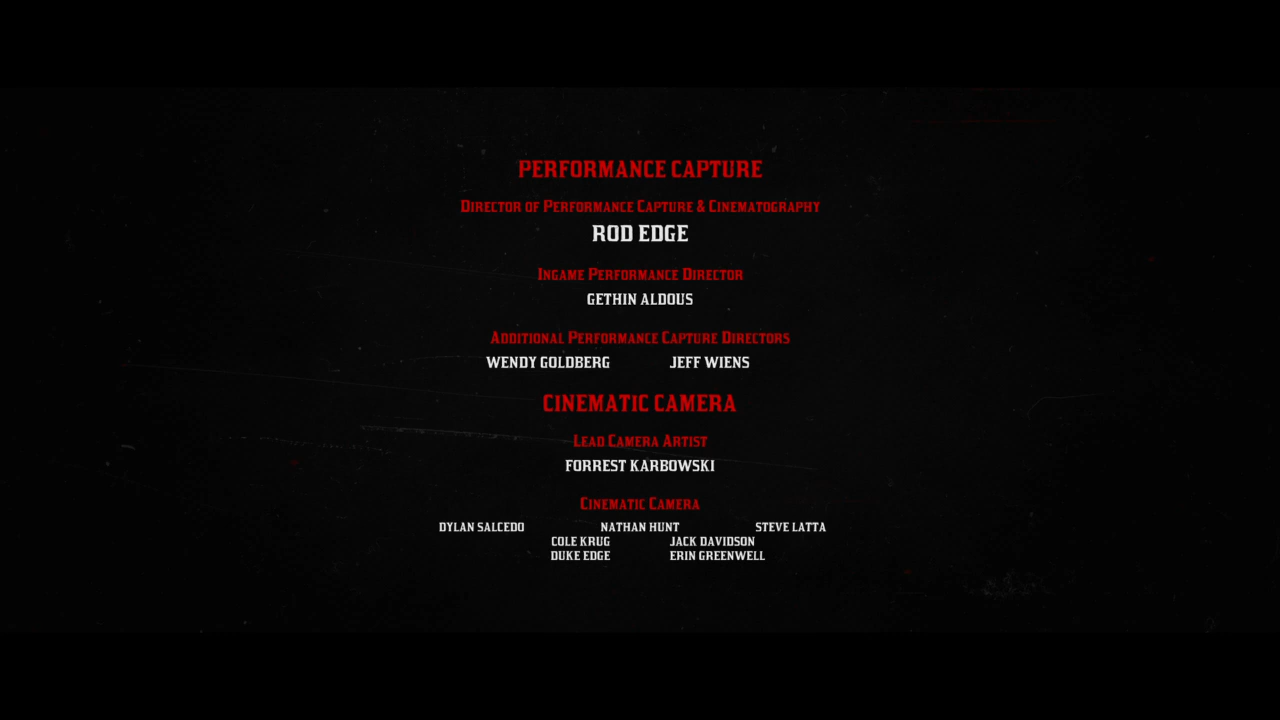 PERFORMANCE CAPTURE
DIRECTOR OF PERFORMANCE CAPTURE & CINEMATOGRAPHY
ROD EDGE
INGAME PERFORMANCE DIRECTOR
GETHIN ALDOUS
ADDITIONAL PERFORMANCE CAPTURE DIRECTORS
WENDY GOLDBERG JEFF WIENS
CINEMATIC CAMERA
LEAD CAMERA ARTIST
FORREST KARBOWSKI
CINEMATIC CAMERA
DYLAN SALCEDO NATHAN HUNT STEVE LATTA
COLE KRUG JACK DAVIDSON
DUKE EDGE ERIN GREENWELL